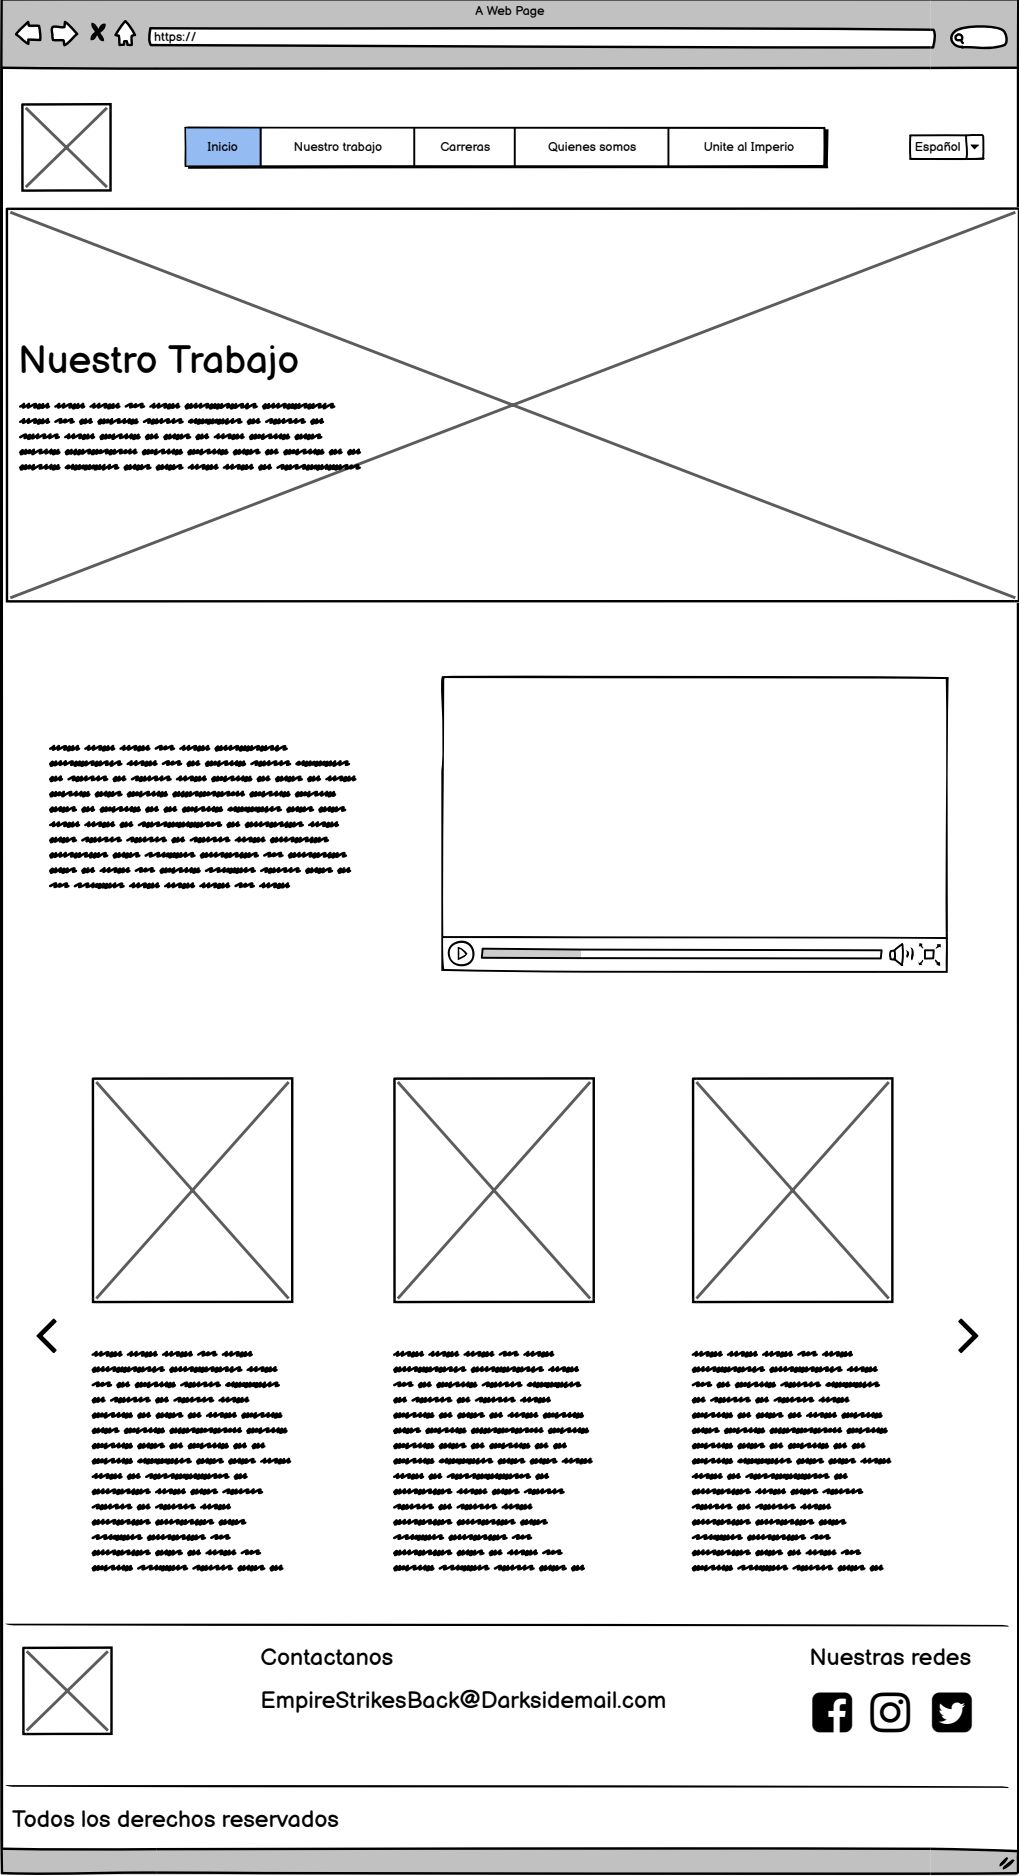 A Web Page
https://
Inicio
Nuestro trabajo
Carreras
Quienes somos
Unite al Imperio
Español
Nuestro Trabajo
Contactanos
Nuestras redes
EmpireStrikesBack@Darksidemail.com
Todos los derechos reservados